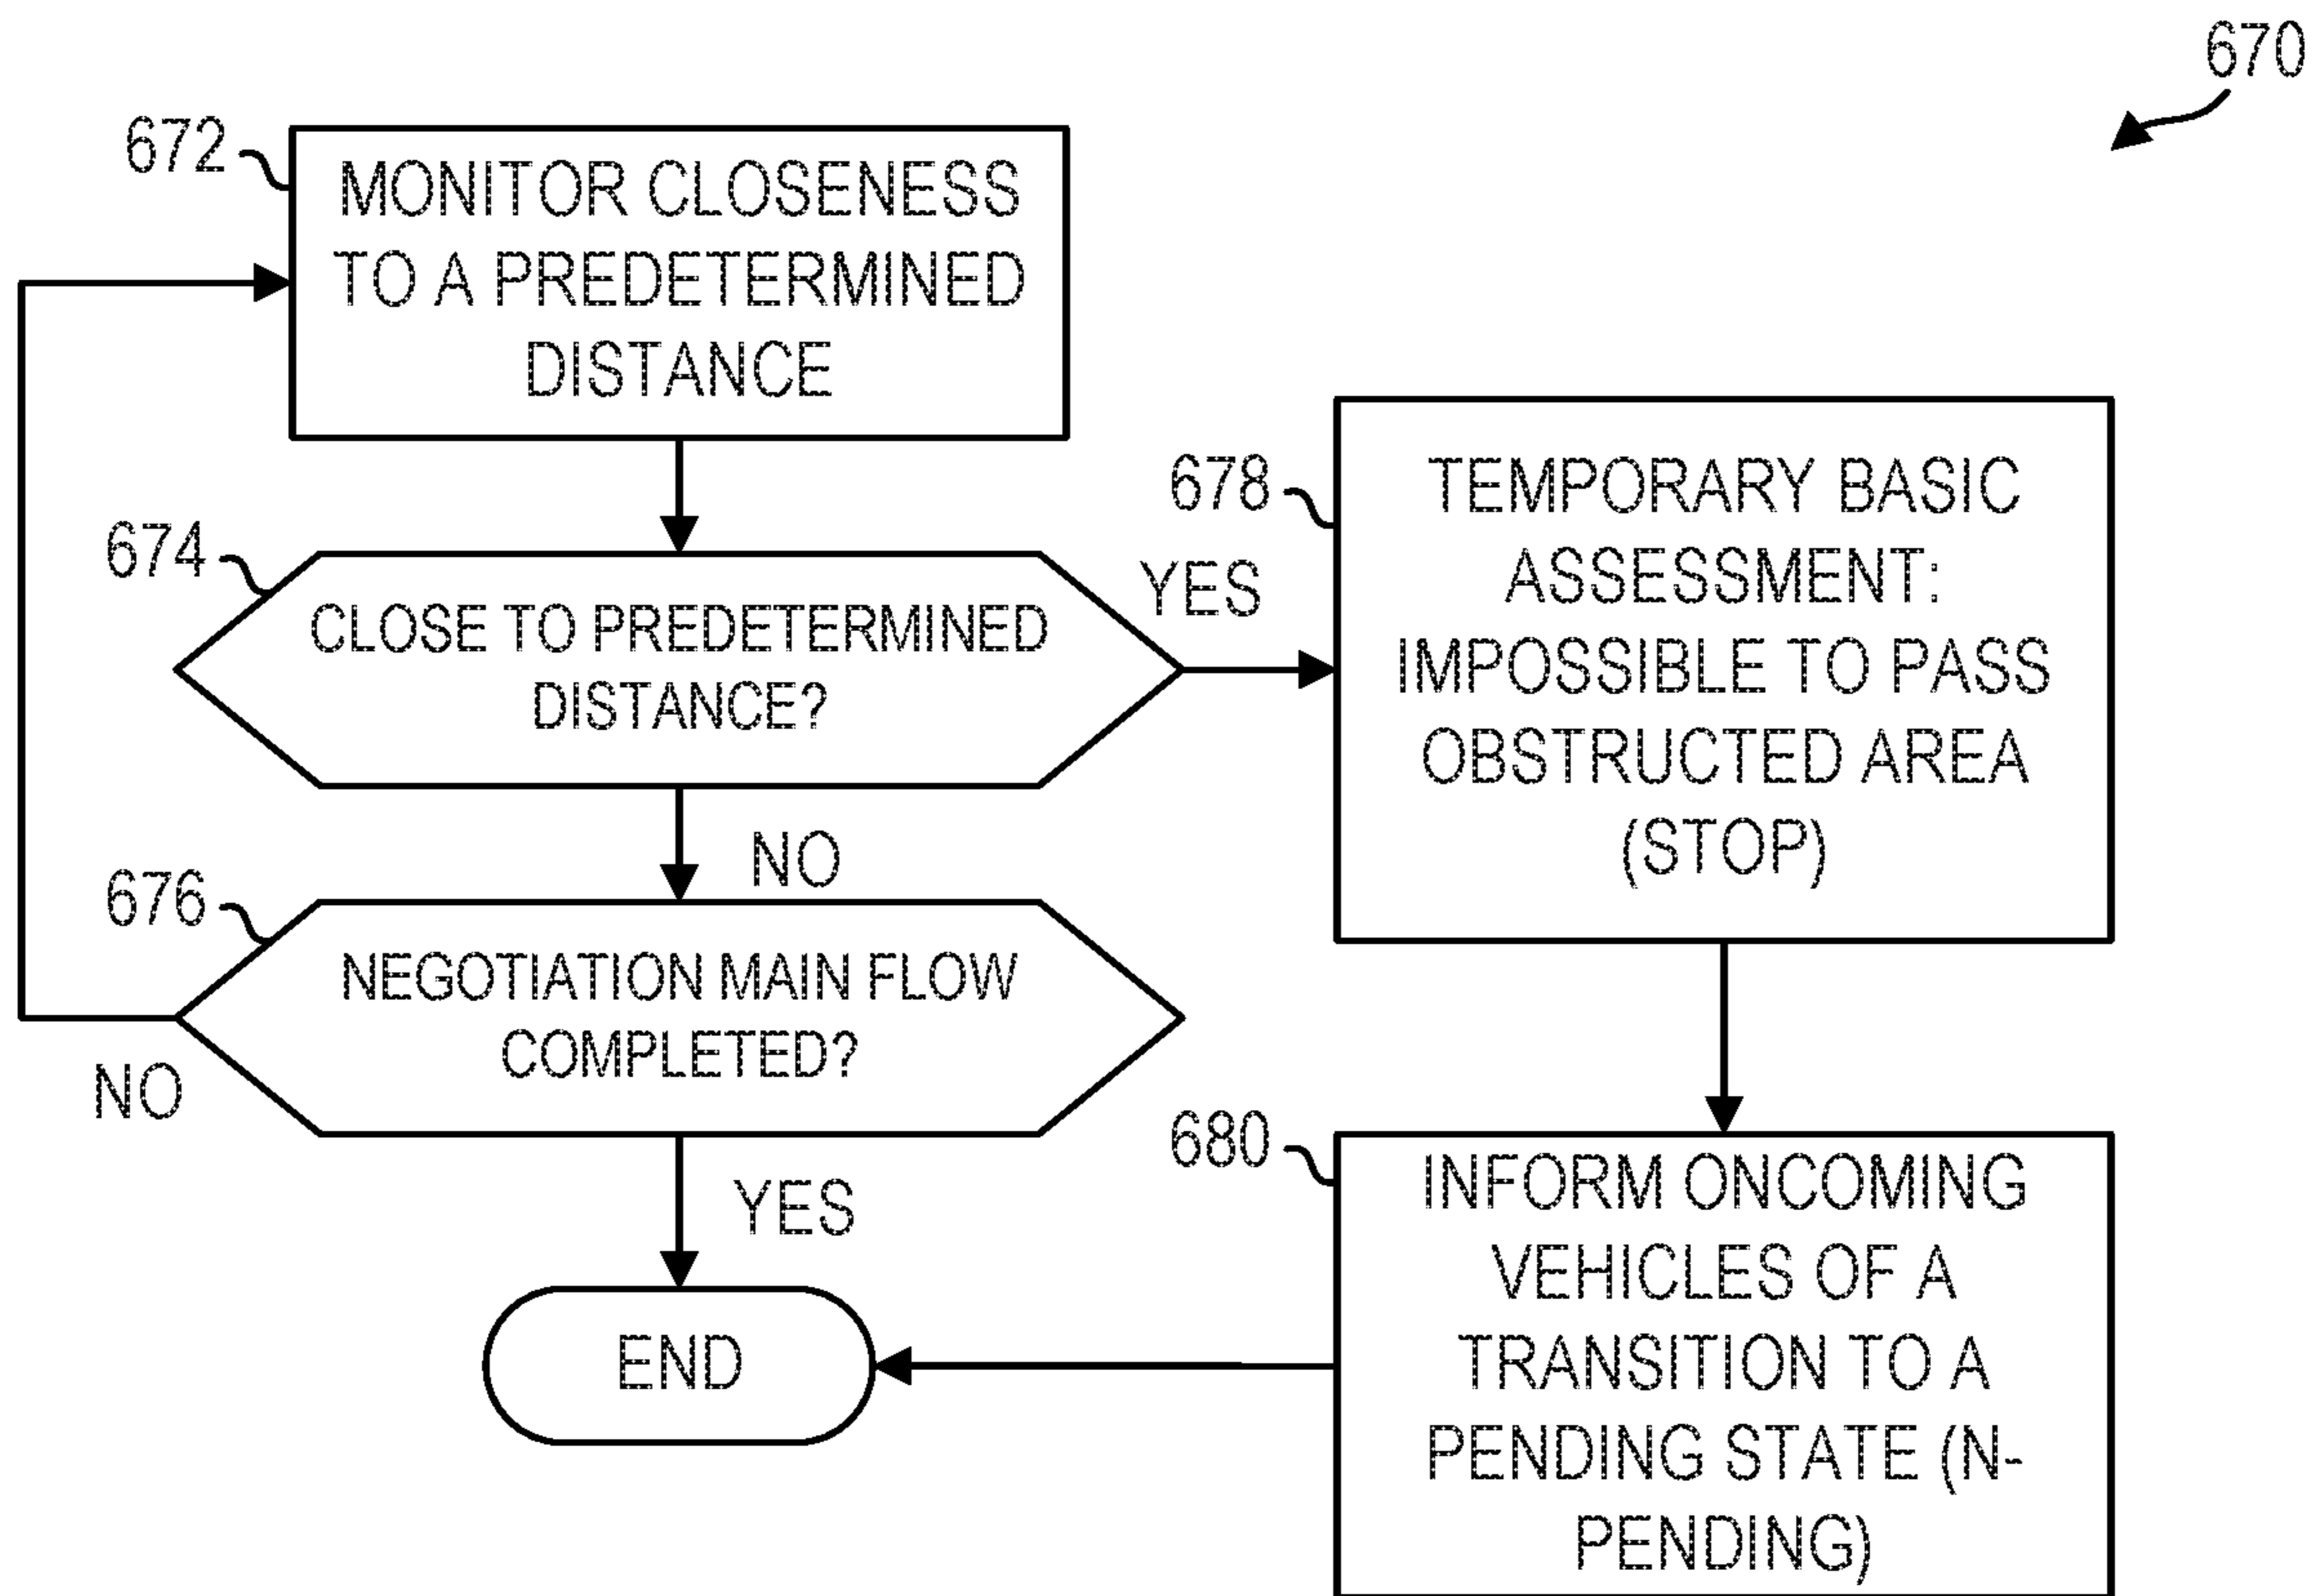 670
672
MONITOR CLOSENESS
TO A PREDETERMINED
DISTANCE
674
CLOSE TO PREDETERMINED
DISTANCE?
YES
NO
678
TEMPORARY BASIC
ASSESSMENT:
IMPOSSIBLE TO PASS
OBSTRUCTED AREA
(STOP)
676
NEGOTIATION MAIN FLOW
COMPLETED?
NO
YES
680
INFORM ONCOMING
VEHICLES OF A
TRANSITION TO A
PENDING STATE (N-
PENDING)
END